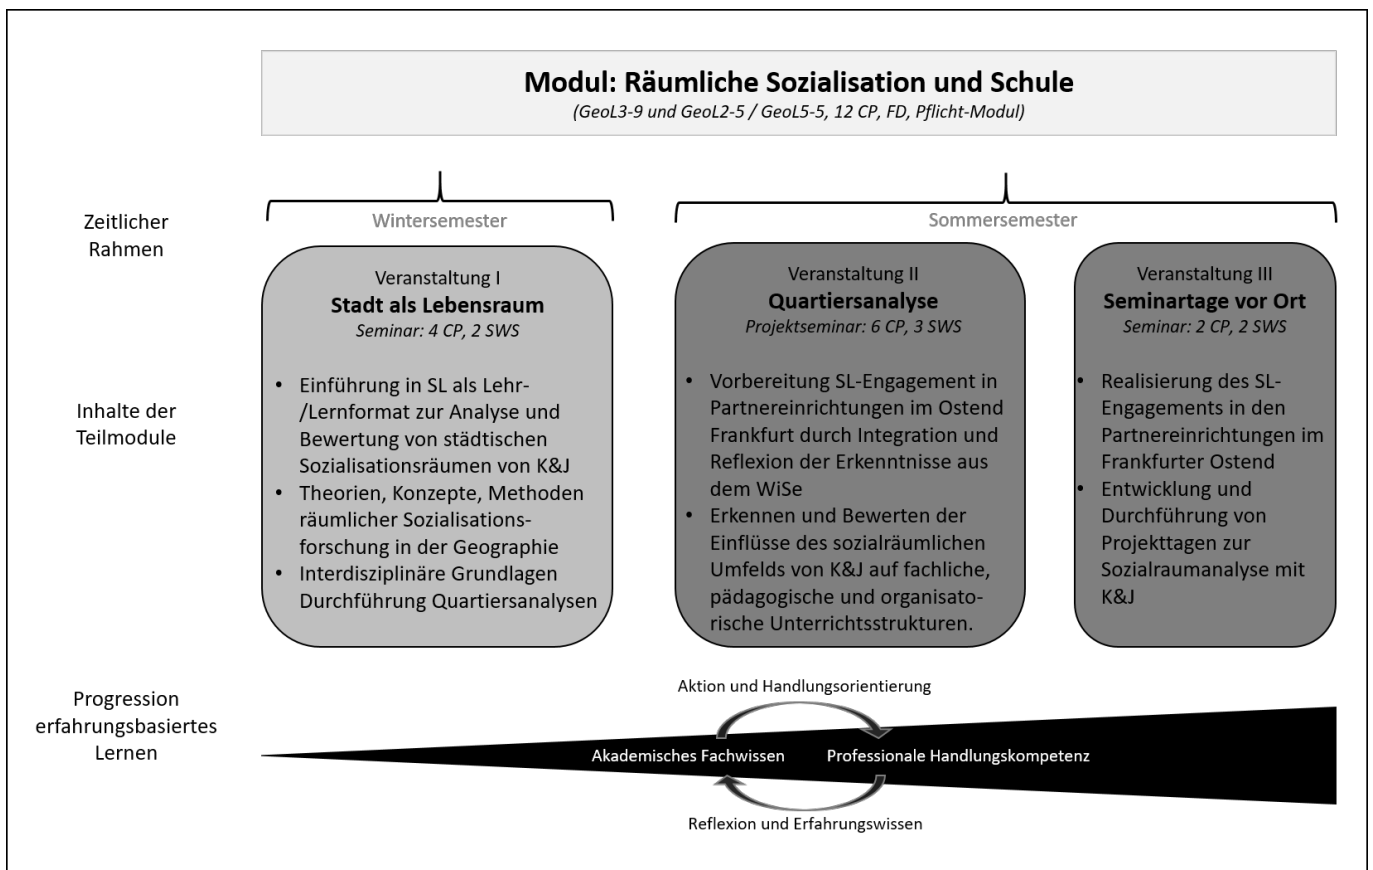 Modul: Räumliche Sozialisation und Schule
(GeoL3-9 und GeoL2-5 / GeoL5-5, 12 CP, FD, Pflicht-Modul)
Zeitlicher
Rahmen
Wintersemester
Sommersemester
Inhalte der
Teilmodule
Veranstaltung I
Stadt als Lebensraum
Seminar: 4 CP, 2 SWS
• Einführung in SL als Lehr-
/Lernformat zur Analyse und
Bewertung von städtischen
Sozialisationsräumen von K&J
• Theorien, Konzepte, Methoden
räumlicher Sozialisations-
forschung in der Geographie
• Interdisziplinäre Grundlagen
Durchführung Quartiersanalysen
Veranstaltung II
Quartiersanalyse
Projektseminar: 6 CP, 3 SWS
• Vorbereitung SL-Engagement in
Partnereinrichtungen im Ostend
Frankfurt durch Integration und
Reflexion der Erkenntnisse aus
dem WiSe
• Erkennen und Bewerten der
Einflüsse des sozialräumlichen
Umfelds von K&J auf fachliche,
pädagogische und organisato-
rische Unterrichtsstrukturen.
Veranstaltung III
Seminartage vor Ort
Seminar: 2 CP, 2 SWS
• Realisierung des SL-
Engagements in den
Partnereinrichtungen im
Frankfurter Ostend
• Entwicklung und
Durchführung von
Projekttagen zur
Sozialraumanalyse mit
K&J
Progression
erfahrungsbasiertes
Lernen
Aktion und Handlungsorientierung
Akademisches Fachwissen
Professionale Handlungskompetenz
Reflexion und Erfahrungswissen